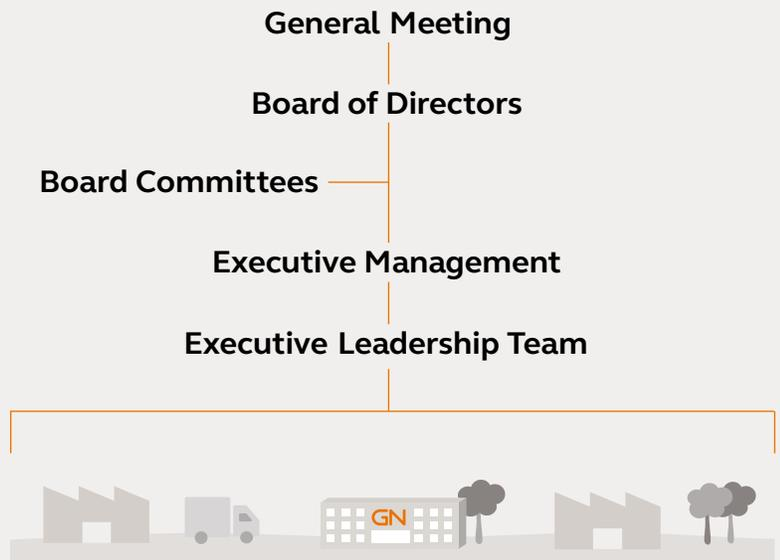 General Meeting
Board of Directors
Board Committees
Executive Management
Executive Leadership Team
GN